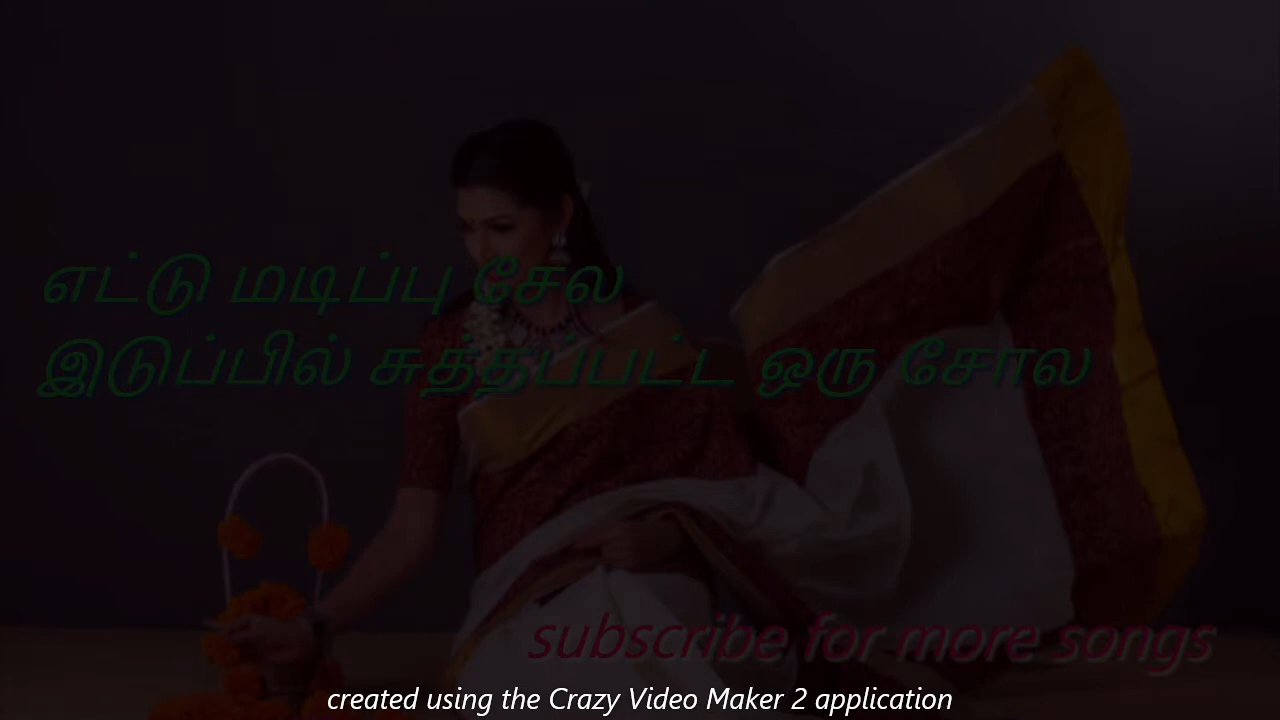 எட்டு மடிப்பு சேல
இடுப்பில் சுத்தப்பட்ட ஒரு சோல
subscribe for more songs
created using the Crazy Video Maker 2 application